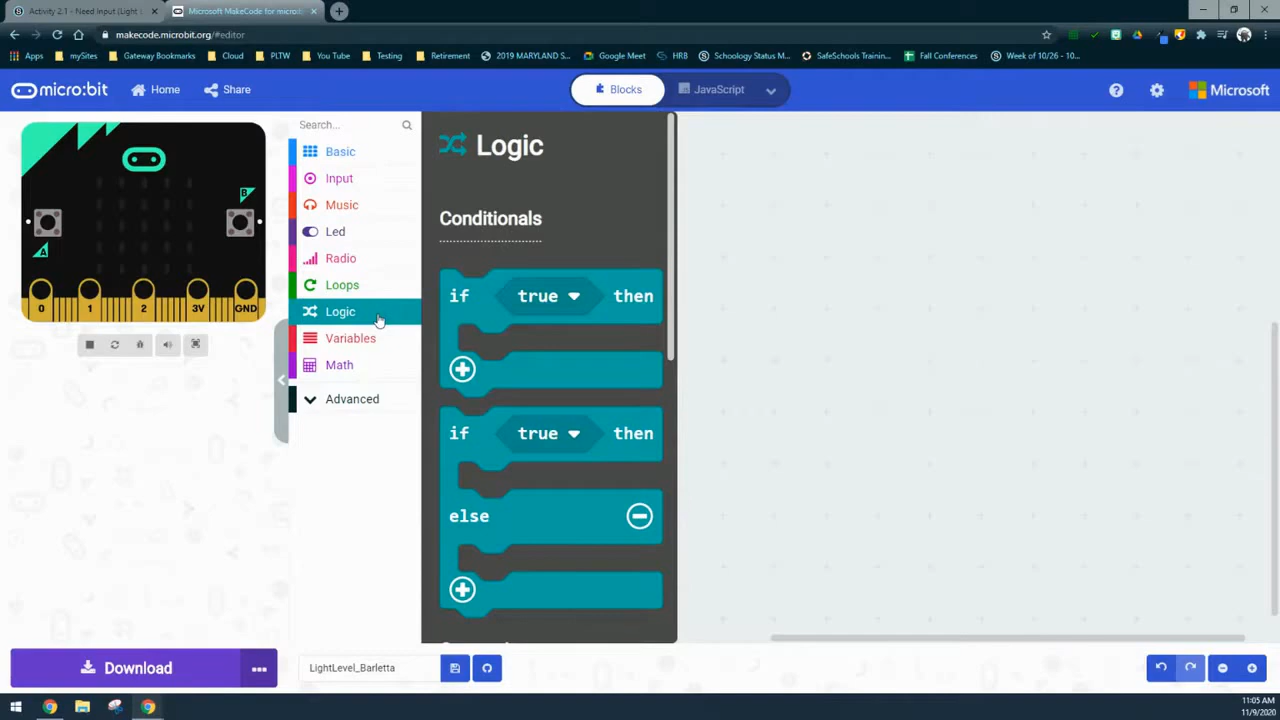 Activity 2.1 - Need Input (Light
Microsoft MakeCode for micro:b
makecode.microbit.org/#editor
Apps
mySites
Gateway Bookmarks
Cloud
PLTW
You Tube
Testing
Retirement
2019 MARYLAND S...
Google Meet
HRB
Schoology Status M...
SafeSchools Training...
Fall Conferences
Week of 10/26 - 10...
micro:bit
Home
Share
Blocks
JavaScript
Microsoft
Search...
Basic
Input
Music
Led
Radio
Loops
Logic
Variables
Math
Advanced
Logic
Conditionals
if true then
if true then
else
A
B
0 1 2 3V GND
Download
LightLevel_Barletta
11:05 AM
11/9/2020